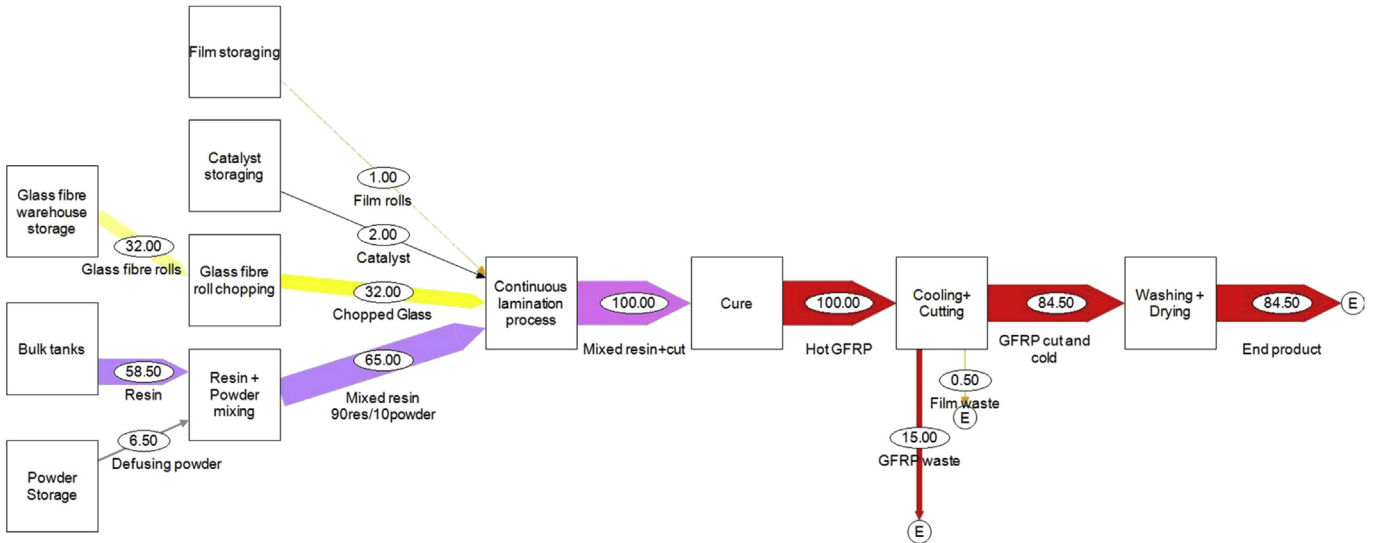 Film storaging
Catalyst
storaging
1.00
Film rolls
Glass fibre
warehouse
storage
32.00
Glass fibre rolls
2.00
Catalyst
Glass fibre
roll chopping
32.00
Chopped Glass
Continuous
lamination
process
100.00
Mixed resin+cut
Cure
100.00
Hot GFRP
Cooling+
Cutting
84.50
GFRP cut and
cold
Washing +
Drying
84.50
End product
E
Bulk tanks
58.50
Resin
Resin +
Powder
mixing
65.00
Mixed resin
90res/10powder
0.50
Film waste
E
15.00
GFRP waste
E
6.50
Defusing powder
Powder
Storage